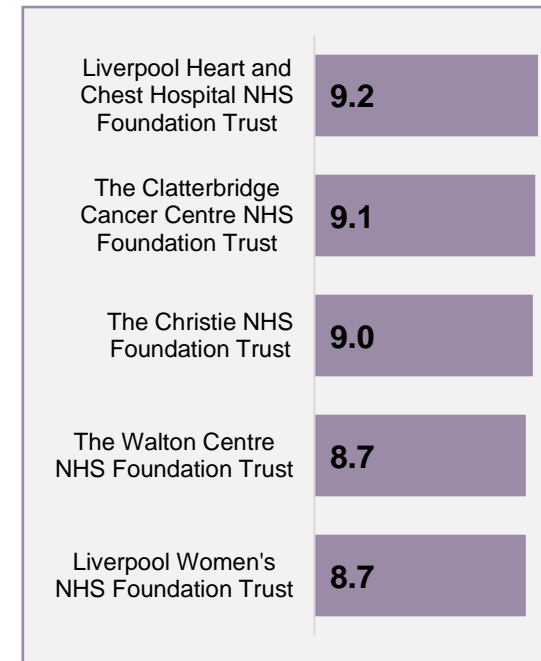 Liverpool Heart and
Chest Hospital NHS
Foundation Trust
9.2
The Clatterbridge
Cancer Centre NHS
Foundation Trust
9.1
The Christie NHS
Foundation Trust
9.0
The Walton Centre
NHS Foundation Trust
8.7
Liverpool Women's
NHS Foundation Trust
8.7